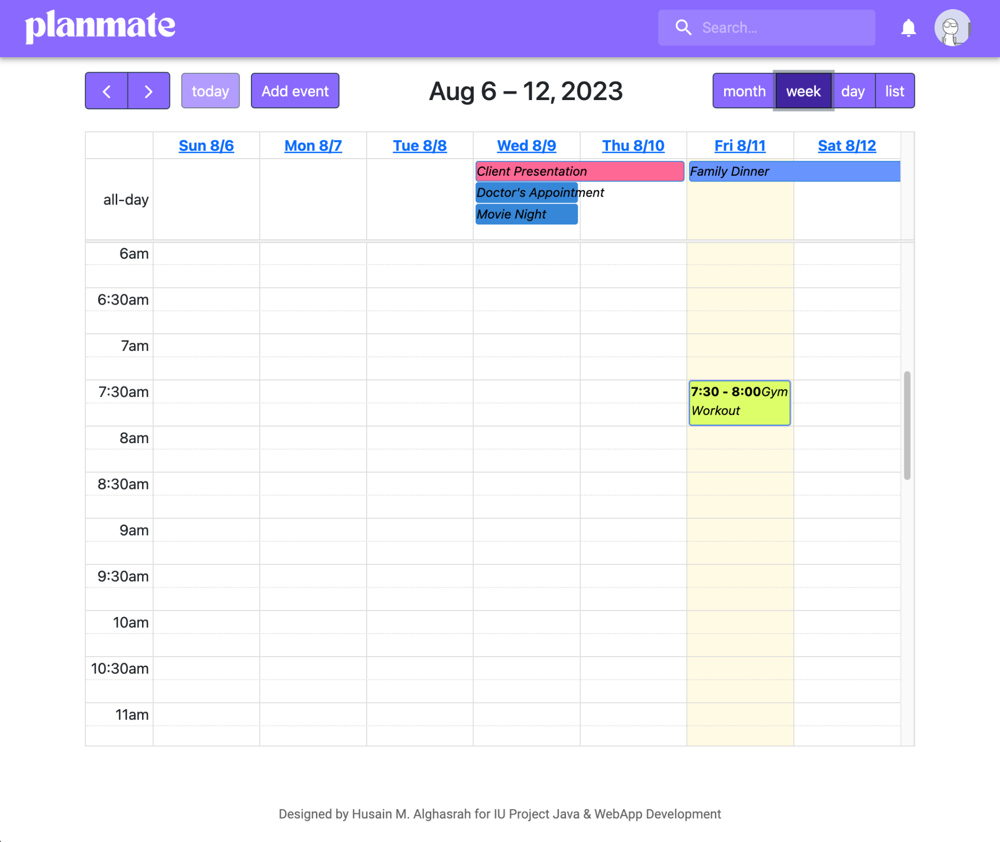 planmate
Search...
today
Add event
Aug 6 – 12, 2023
month
week
day
list
Sun 8/6
Mon 8/7
Tue 8/8
Wed 8/9
Thu 8/10
Fri 8/11
Sat 8/12
all-day
Client Presentation
Family Dinner
Doctor's Appointment
Movie Night
6am
6:30am
7am
7:30am
7:30 - 8:00Gym
Workout
8am
8:30am
9am
9:30am
10am
10:30am
11am
Designed by Husain M. Alghasrah for IU Project Java & WebApp Development